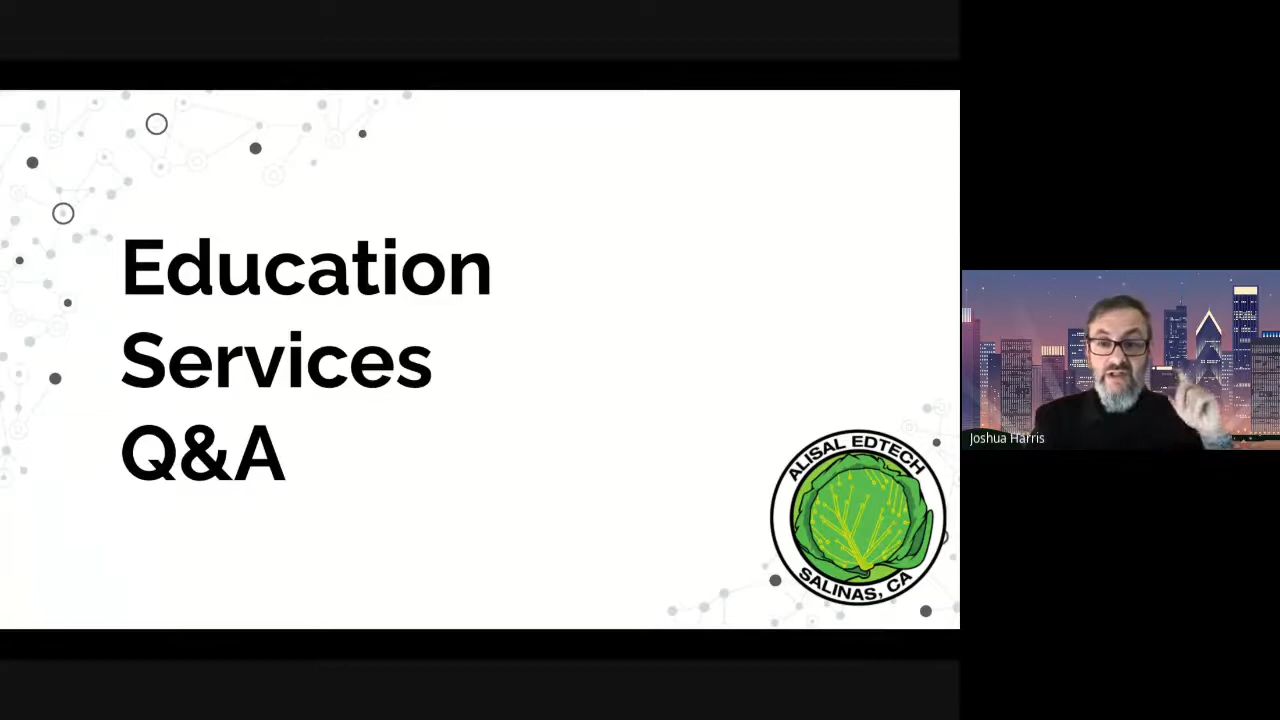 Education
Services
Q&A
ALISAL EDTECH
SALINAS, CA
Joshua Harris